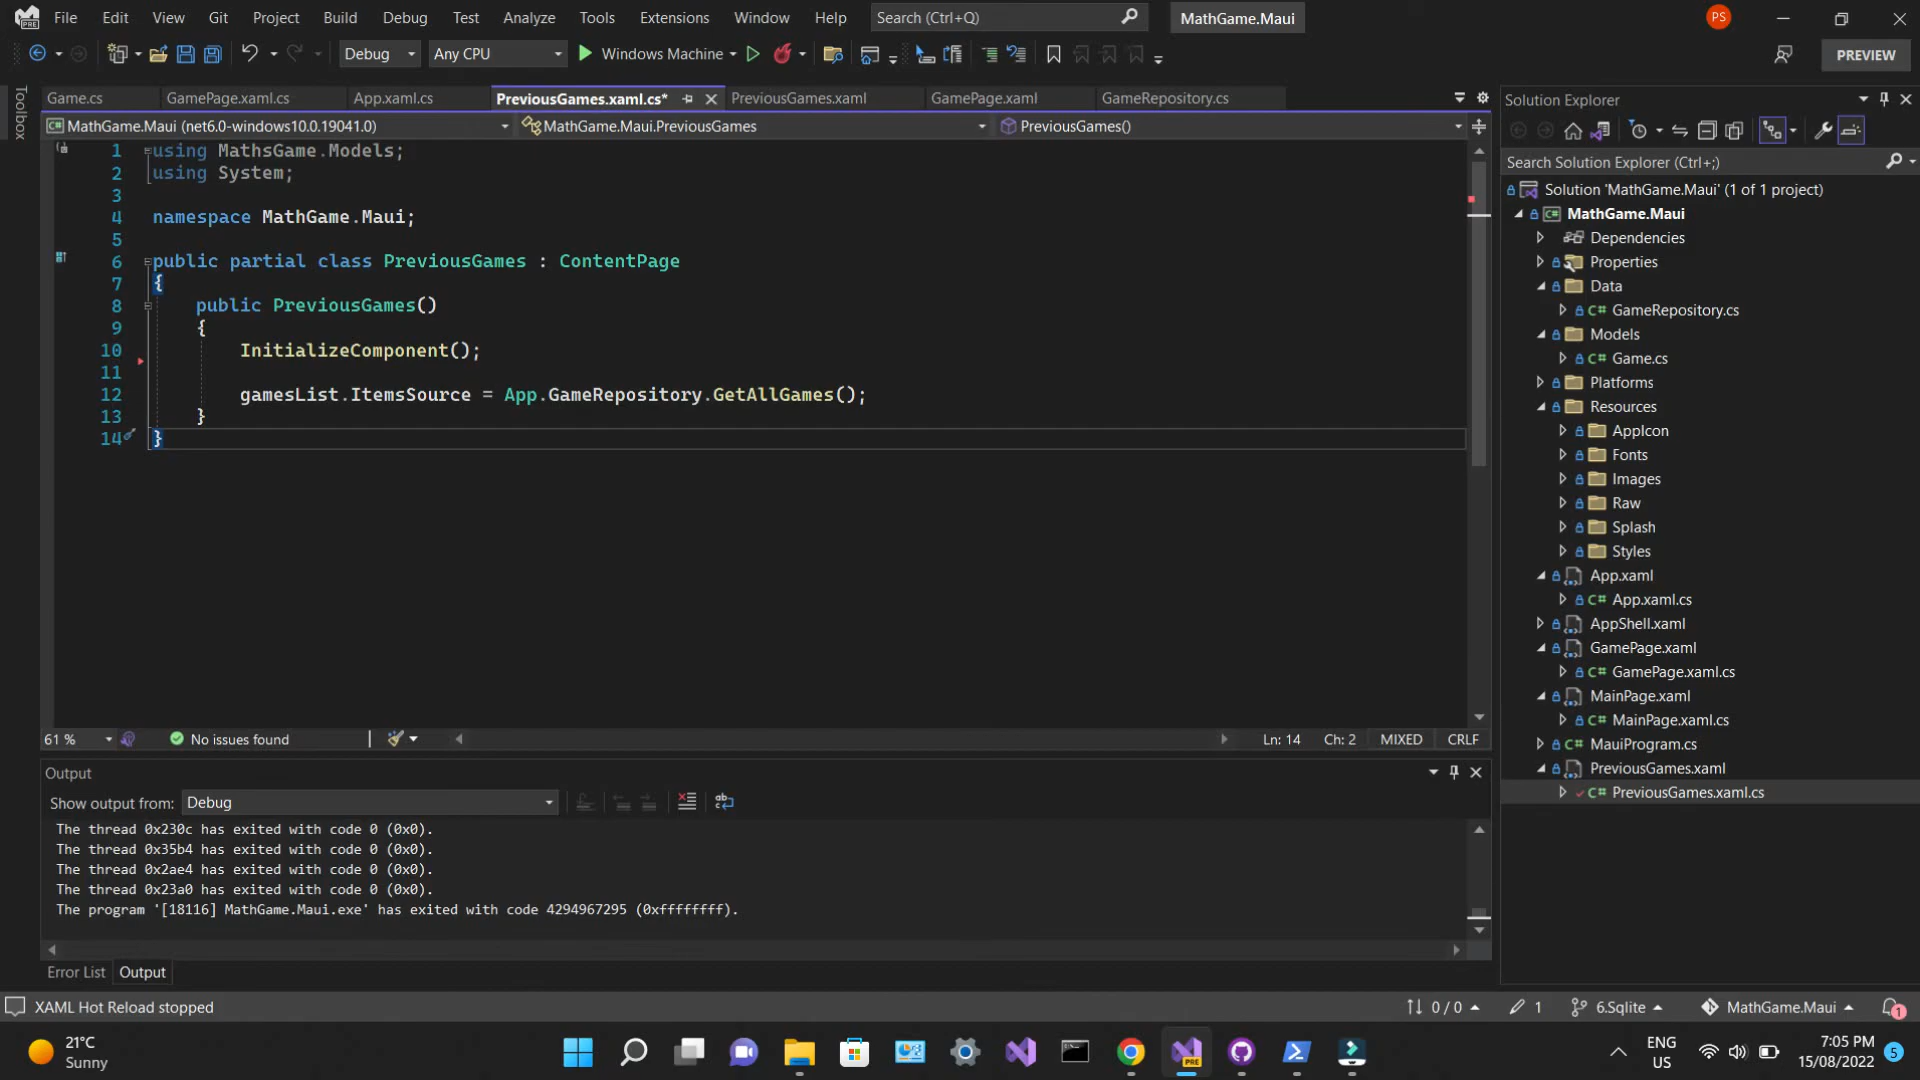 File Edit View Git Project Build Debug Test Analyze Tools Extensions Window Help Search (Ctrl+Q) MathGame.Maui PS
Debug Any CPU Windows Machine PREVIEW
Toolbox
Game.cs GamePage.xaml.cs App.xaml.cs PreviousGames.xaml.cs* PreviousGames.xaml GamePage.xaml GameRepository.cs
MathGame.Maui (net6.0-windows10.0.19041.0) MathGame.Maui.PreviousGames PreviousGames()
1 using MathsGame.Models;
2 using System;
3
4 namespace MathGame.Maui;
5
6 public partial class PreviousGames : ContentPage
7 {
8 public PreviousGames()
9 {
10 InitializeComponent();
11
12 gamesList.ItemsSource = App.GameRepository.GetAllGames();
13 }
14 }
61 % No issues found Ln: 14 Ch: 2 MIXED CRLF
Output
Show output from: Debug
The thread 0x230c has exited with code 0 (0x0).
The thread 0x35b4 has exited with code 0 (0x0).
The thread 0x2ae4 has exited with code 0 (0x0).
The thread 0x23a0 has exited with code 0 (0x0).
The program '[18116] MathGame.Maui.exe' has exited with code 4294967295 (0xffffffff).
Error List Output
Solution Explorer
Search Solution Explorer (Ctrl+;)
Solution 'MathGame.Maui' (1 of 1 project)
MathGame.Maui
Dependencies
Properties
Data
C# GameRepository.cs
Models
C# Game.cs
Platforms
Resources
AppIcon
Fonts
Images
Raw
Splash
Styles
App.xaml
C# App.xaml.cs
AppShell.xaml
GamePage.xaml
C# GamePage.xaml.cs
MainPage.xaml
C# MainPage.xaml.cs
C# MauiProgram.cs
PreviousGames.xaml
C# PreviousGames.xaml.cs
XAML Hot Reload stopped 0 / 0 1 6.Sqlite MathGame.Maui 1
21°C
Sunny
PRE
ENG
US
7:05 PM
15/08/2022
5